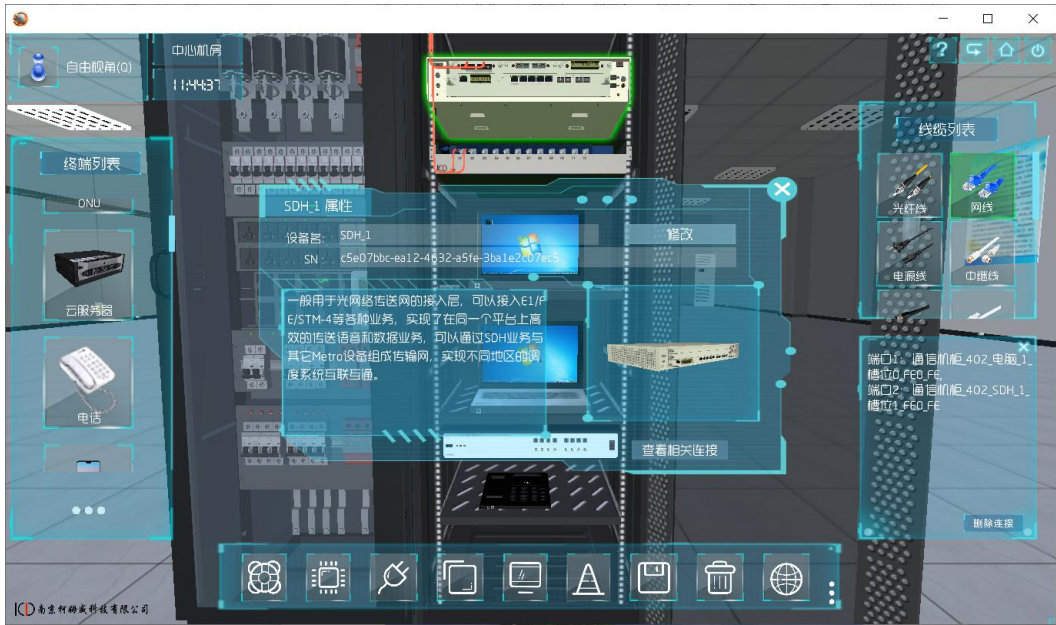 自由视角(Q)
中心机房
11:44:37
终端列表
ONU
云服务器
电话
SDH_1 属性
设备名: SDH_1
修改
SN :
一般用于光网络传送网的接入层，可以接入E1/F
E/STM-4等各种业务，实现了在同一个平台上高
效的传送语音和数据业务，可以通过SDH业务与
其它Metro设备组成传输网，实现不同地区的调
度系统互联互通。
查看相关连接
线缆列表
光纤线
网线
电源线
中继线
端口1: 通信机柜_402_电脑_1_
槽位0_FE0_FE,
端口2: 通信机柜_402_SDH_1_
槽位1_FE0_FE
删除连接
南京柯姆威科技有限公司